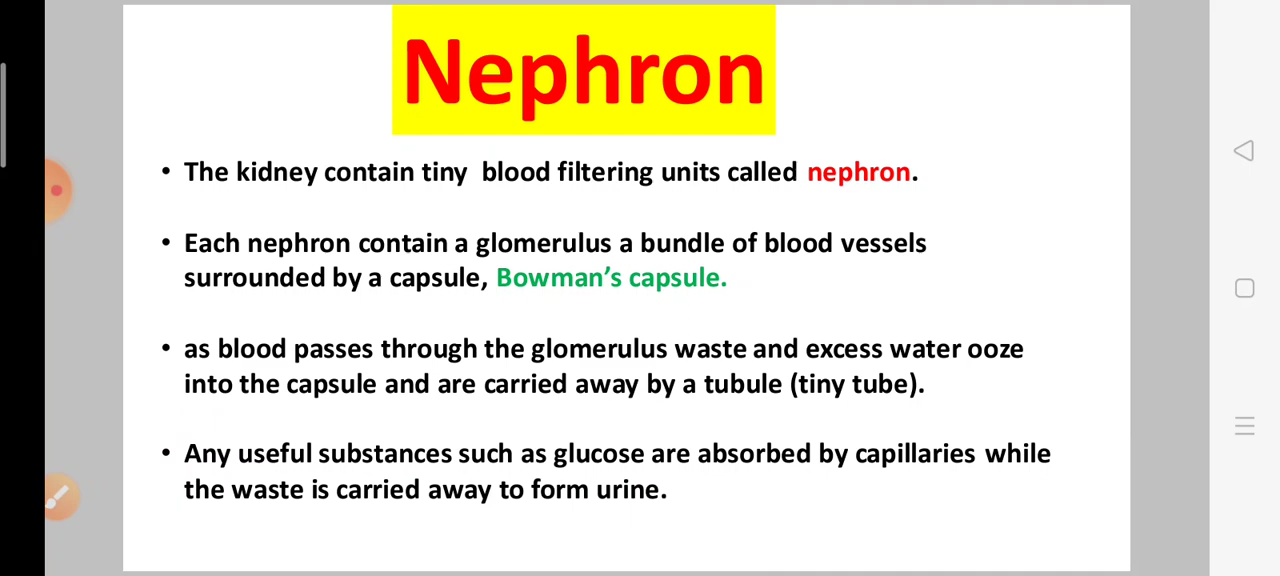 Nephron
• The kidney contain tiny  blood filtering units called nephron.
• Each nephron contain a glomerulus a bundle of blood vessels
surrounded by a capsule, Bowman’s capsule.
• as blood passes through the glomerulus waste and excess water ooze
into the capsule and are carried away by a tubule (tiny tube).
• Any useful substances such as glucose are absorbed by capillaries while
the waste is carried away to form urine.